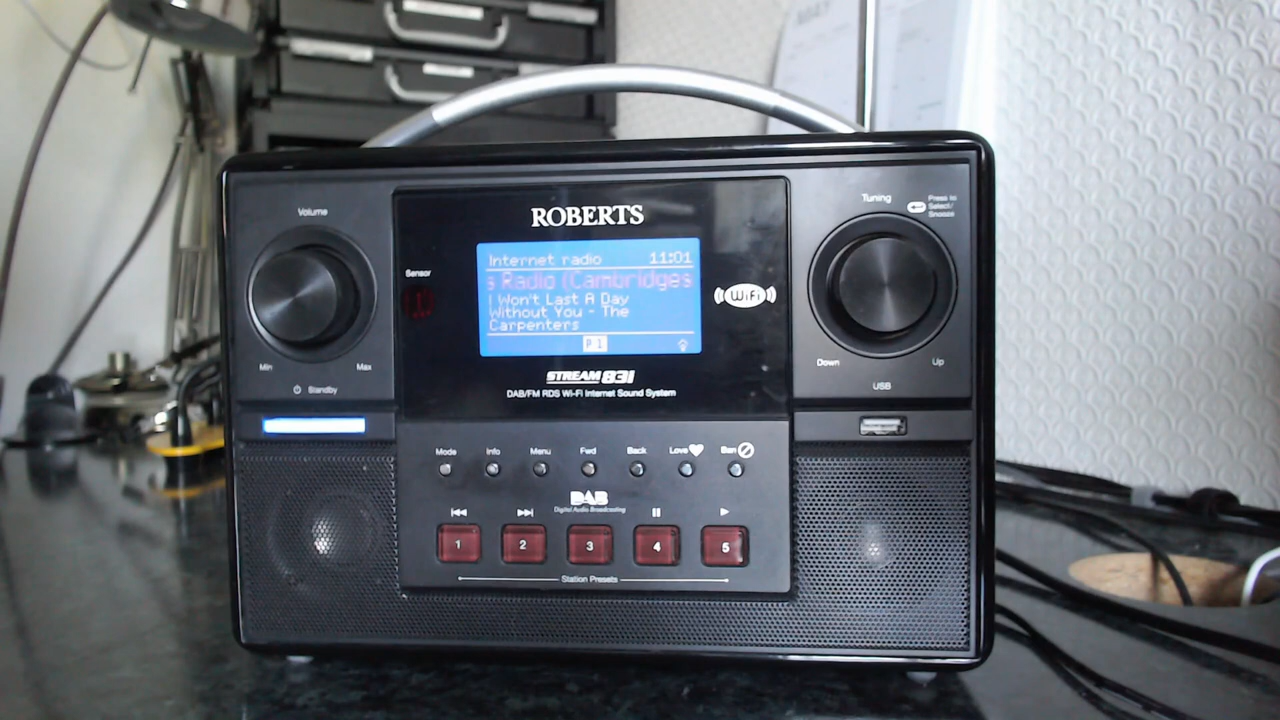 Volume
Min
Max
Standby
Sensor
ROBERTS
Internet radio 11:01
s Radio (Cambridges
I Won't Last A Day
Without You - The
Carpenters
P 1
WiFi
STREAM 831
DAB/FM RDS Wi-Fi Internet Sound System
Tuning
Press to
Select/
Snooze
Down
Up
USB
Mode Info Menu Fwd Back Love Ban
DAB
Digital Audio Broadcasting
1 2 3 4 5
Station Presets